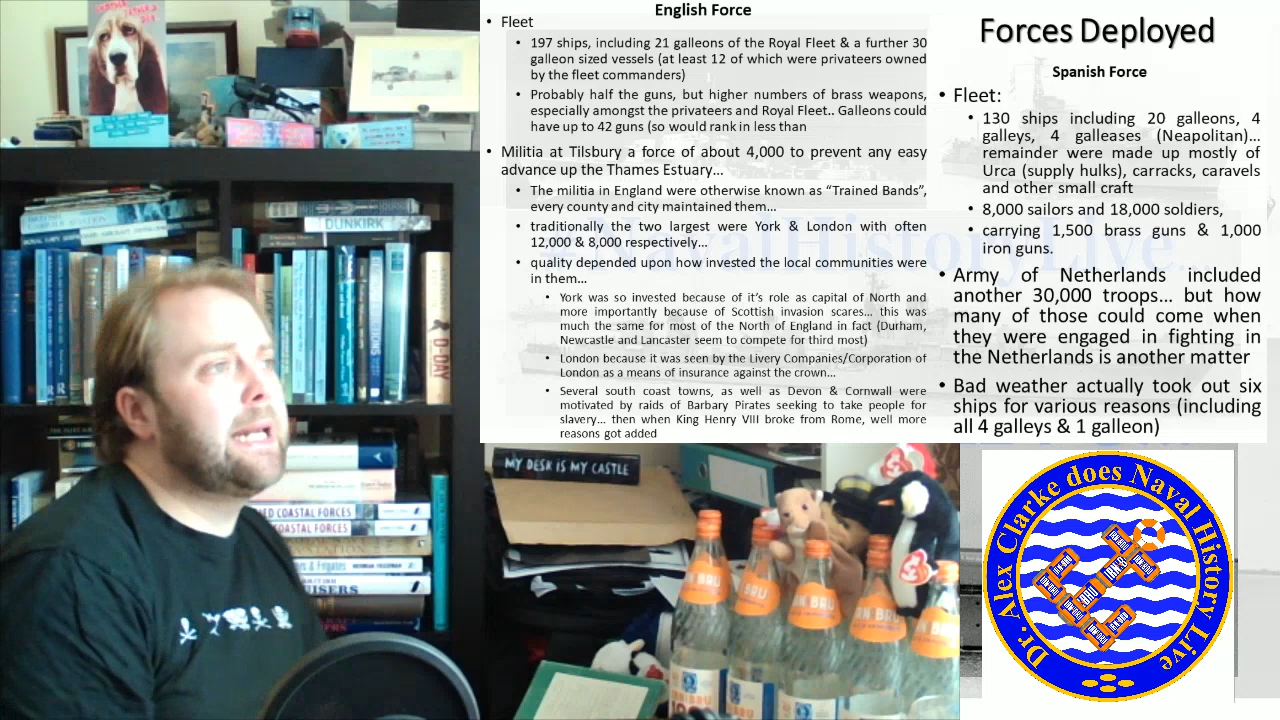 English Force
• Fleet
• 197 ships, including 21 galleons of the Royal Fleet & a further 30
galleon sized vessels (at least 12 of which were privateers owned
by the fleet commanders)
• Probably half the guns, but higher numbers of brass weapons,
especially amongst the privateers and Royal Fleet.. Galleons could
have up to 42 guns (so would rank in less than
• Militia at Tilsbury a force of about 4,000 to prevent any easy
advance up the Thames Estuary…
• The militia in England were otherwise known as “Trained Bands”,
every county and city maintained them…
• traditionally the two largest were York & London with often
12,000 & 8,000 respectively…
• quality depended upon how invested the local communities were
in them…
• York was so invested because of it’s role as capital of North and
more importantly because of Scottish invasion scares… this was
much the same for most of the North of England in fact (Durham,
Newcastle and Lancaster seem to compete for third most)
• London because it was seen by the Livery Companies/Corporation of
London as a means of insurance against the crown…
• Several south coast towns, as well as Devon & Cornwall were
motivated by raids of Barbary Pirates seeking to take people for
slavery… then when King Henry VIII broke from Rome, well more
reasons got added
Forces Deployed
Spanish Force
• Fleet:
• 130 ships including 20 galleons, 4
galleys, 4 galleases (Neapolitan)…
remainder were made up mostly of
Urca (supply hulks), carracks, caravels
and other small craft
• 8,000 sailors and 18,000 soldiers,
• carrying 1,500 brass guns & 1,000
iron guns.
• Army of Netherlands included
another 30,000 troops… but how
many of those could come when
they were engaged in fighting in
the Netherlands is another matter
• Bad weather actually took out six
ships for various reasons (including
all 4 galleys & 1 galleon)
DUNKIRK
D-DAY
COASTAL FORCES
COASTAL FORCES
MY DESK IS MY CASTLE
IRN-BRU
Dr. Alex Clarke does Naval History Live